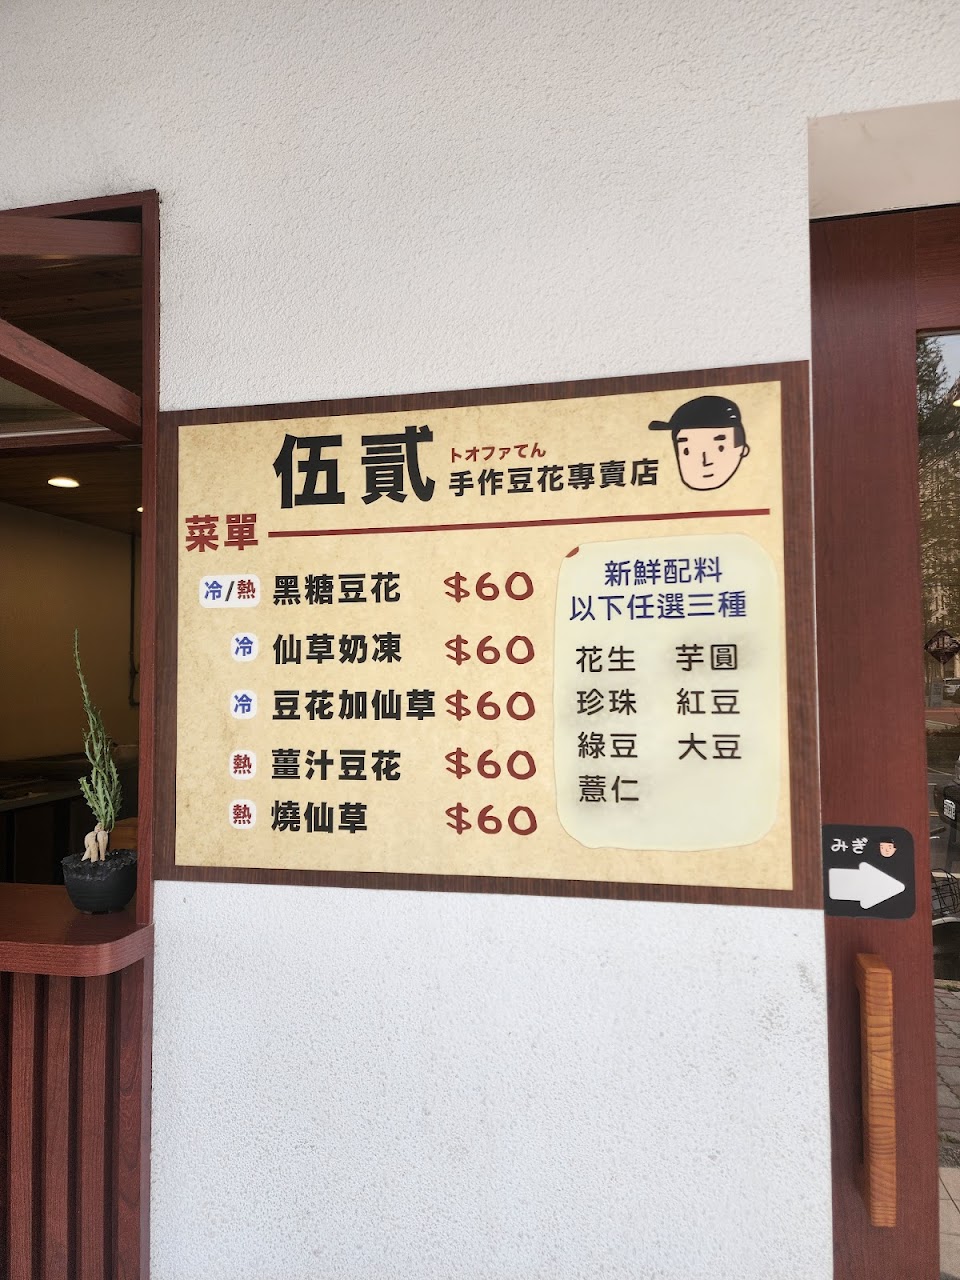 伍貳
トオファてん
手作豆花專賣店
菜單
冷/熱 黑糖豆花 $60
冷 仙草奶凍 $60
冷 豆花加仙草 $60
熱 薑汁豆花 $60
熱 燒仙草 $60
新鮮配料
以下任選三種
花生 芋圓
珍珠 紅豆
綠豆 大豆
薏仁
みぎ